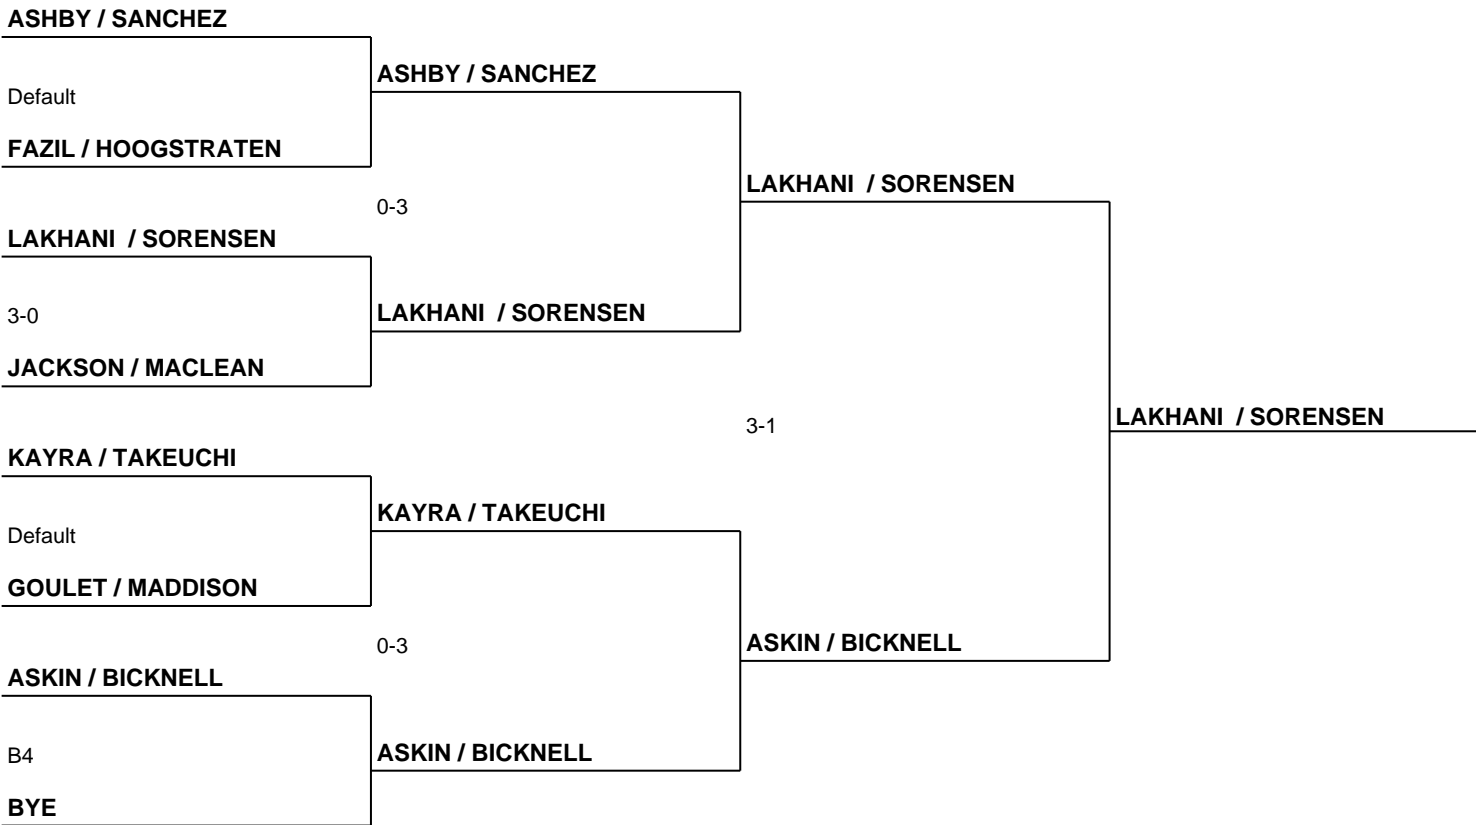 ASHBY / SANCHEZ
ASHBY / SANCHEZ
Default
FAZIL / HOOGSTRATEN
LAKHANI  / SORENSEN
0-3
LAKHANI  / SORENSEN
3-0
LAKHANI  / SORENSEN
JACKSON / MACLEAN
3-1
LAKHANI  / SORENSEN
KAYRA / TAKEUCHI
KAYRA / TAKEUCHI
Default
GOULET / MADDISON
0-3
ASKIN / BICKNELL
ASKIN / BICKNELL
B4
ASKIN / BICKNELL
BYE